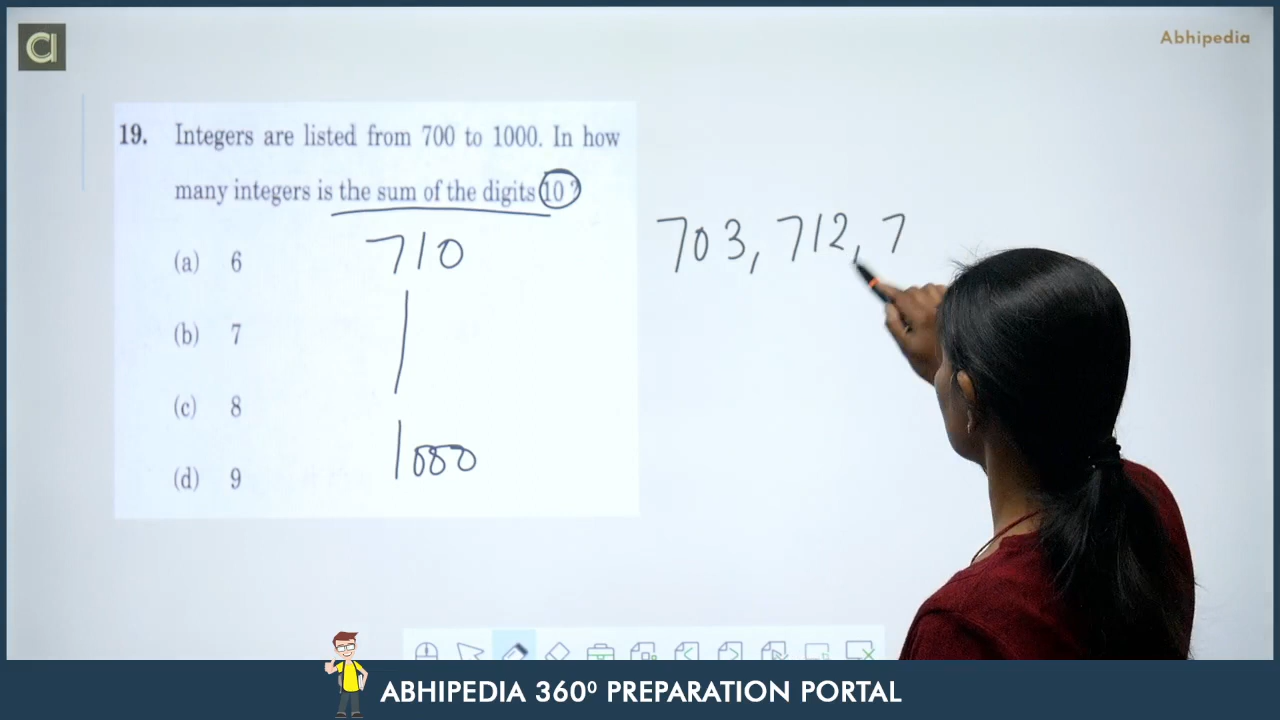 Abhipedia
19. Integers are listed from 700 to 1000. In how
many integers is the sum of the digits 10?
(a) 6
(b) 7
(c) 8
(d) 9
710
1000
703, 712, 7
ABHIPEDIA 360⁰ PREPARATION PORTAL